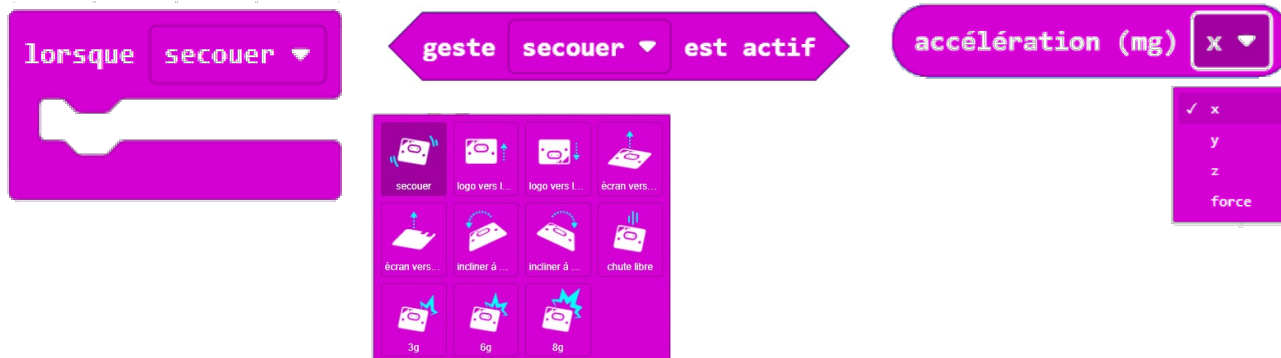 lorsque secouer
geste secouer est actif
accélération (mg) x
✓ x
y
z
force
secouer
logo vers l...
logo vers l...
écran vers...
écran vers...
incliner à ...
incliner à ...
chute libre
3g
6g
8g